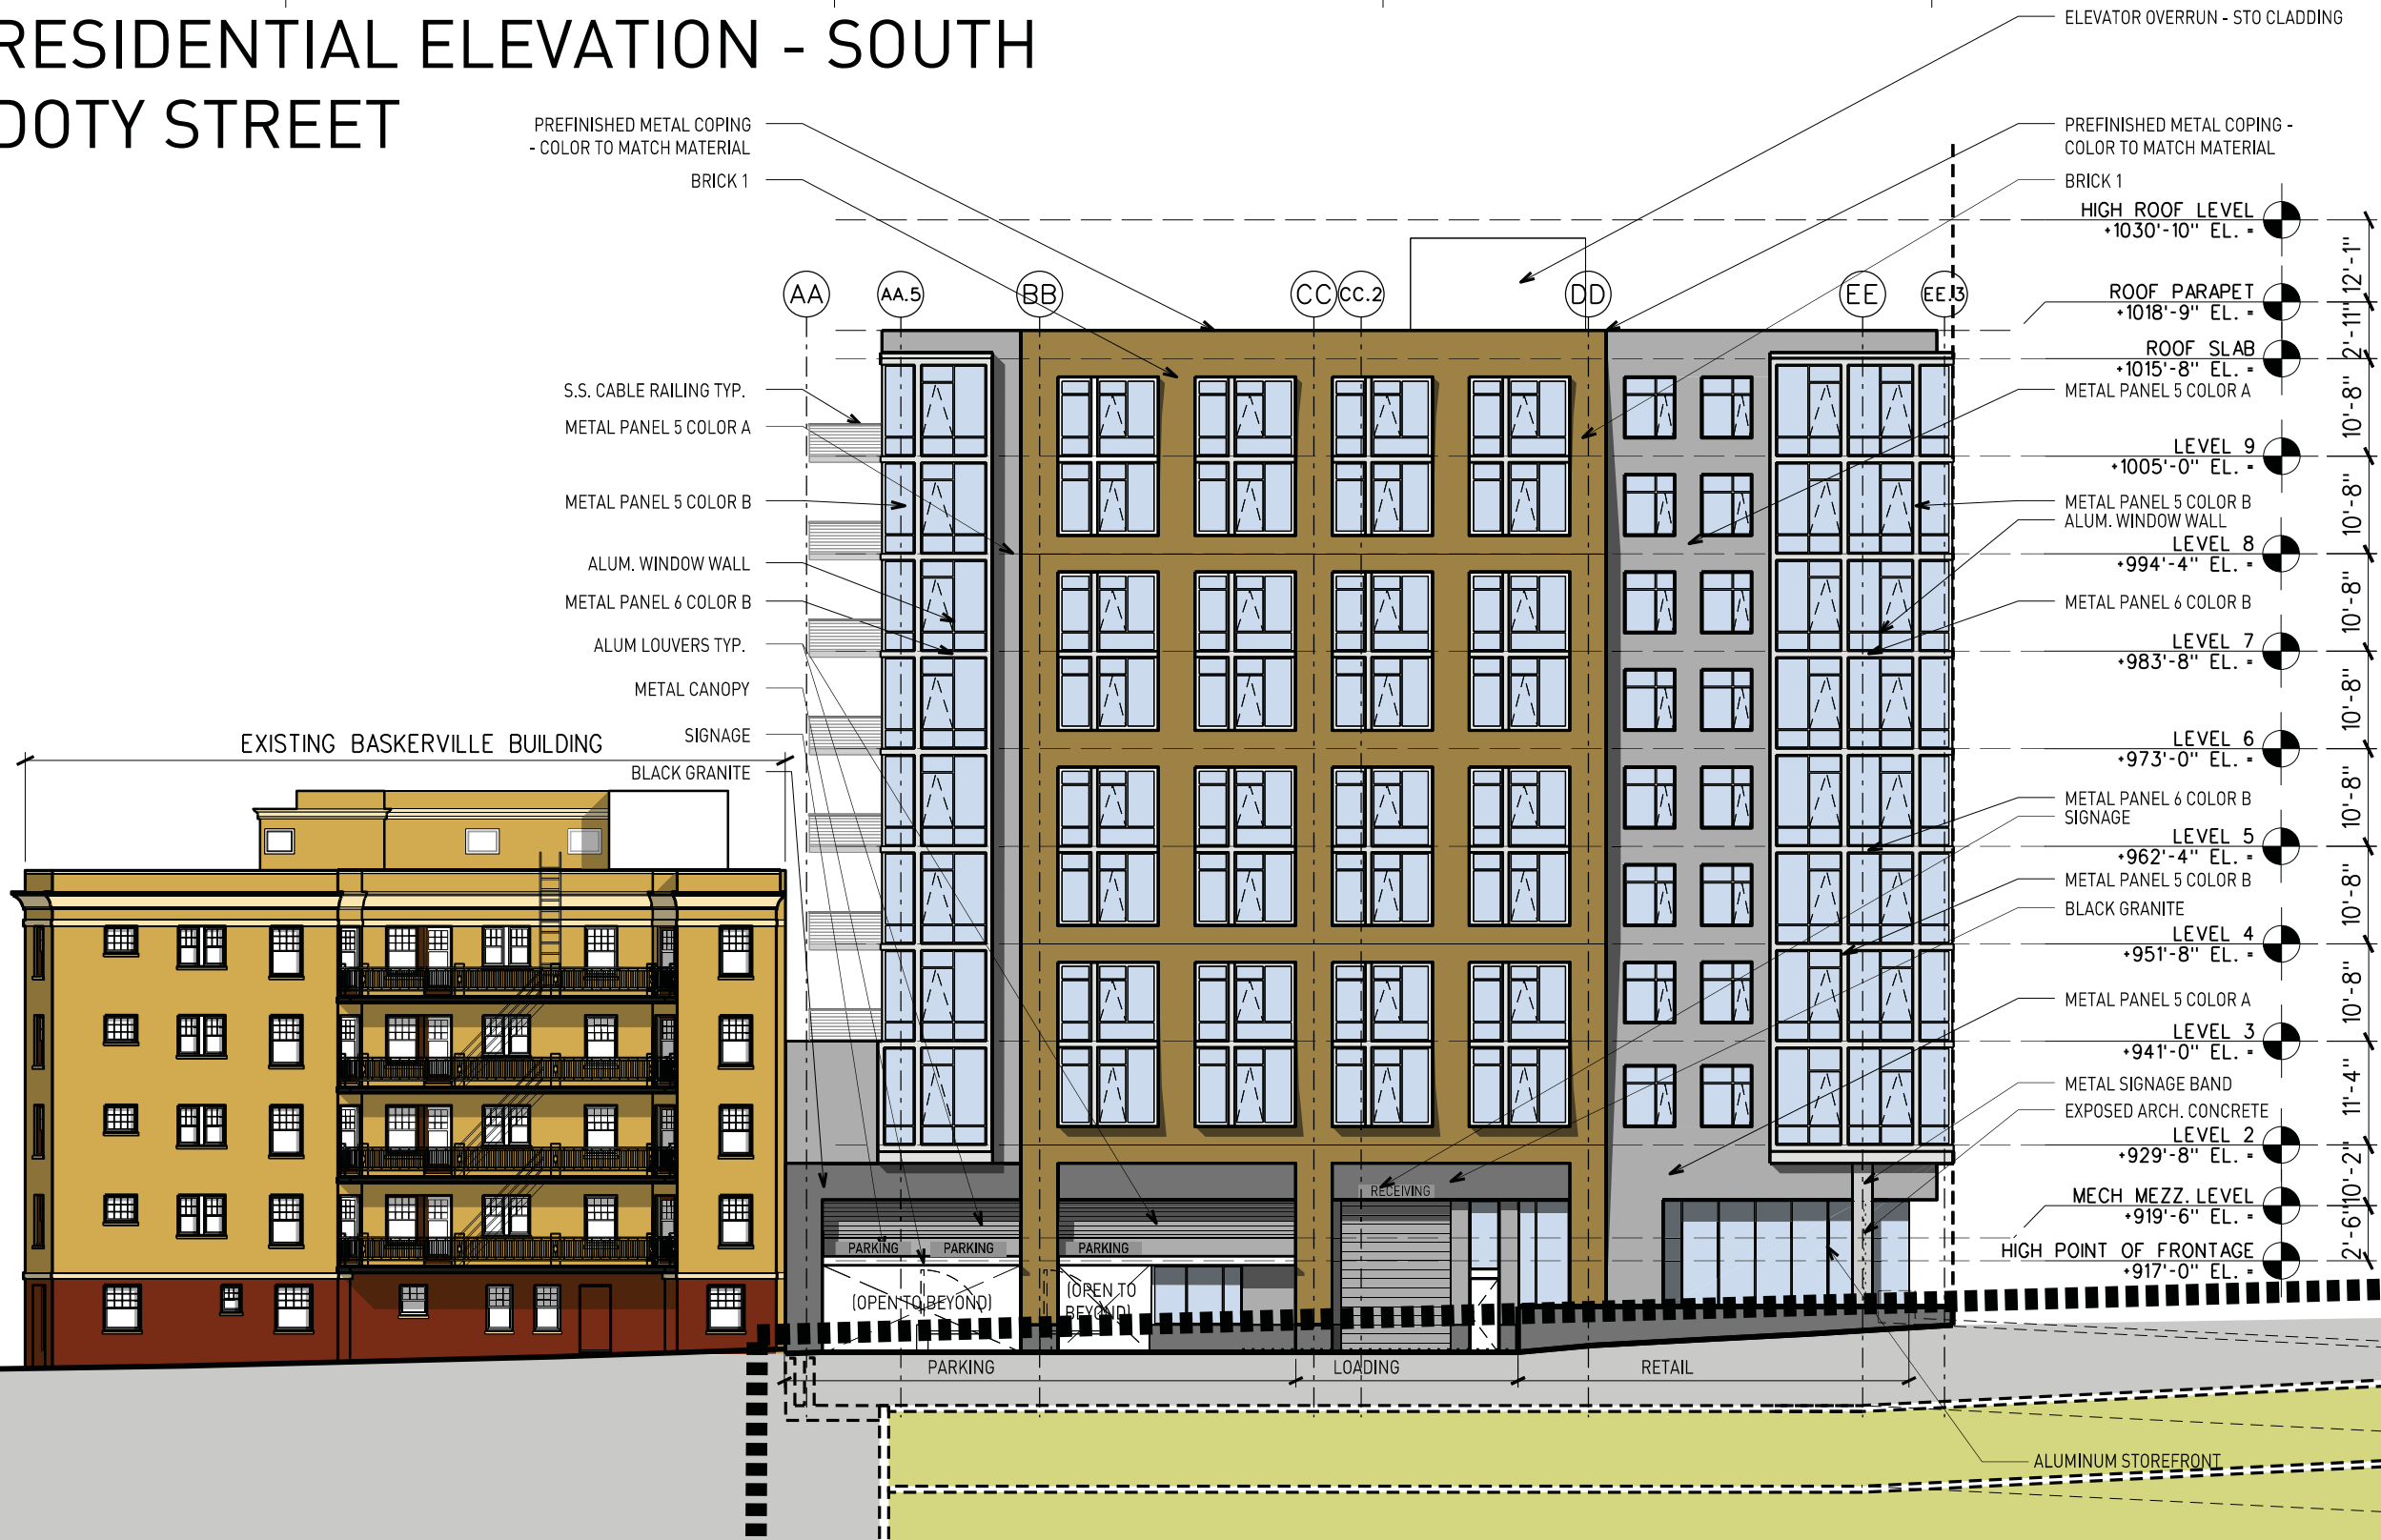 RESIDENTIAL ELEVATION - SOUTH
DOTY STREET
ELEVATOR OVERRUN - STO CLADDING
PREFINISHED METAL COPING
- COLOR TO MATCH MATERIAL
BRICK 1
PREFINISHED METAL COPING -
COLOR TO MATCH MATERIAL
BRICK 1
AA
AA.5
BB
CC
CC.2
DD
EE
EE.3
S.S. CABLE RAILING TYP.
METAL PANEL 5 COLOR A
METAL PANEL 5 COLOR B
ALUM. WINDOW WALL
METAL PANEL 6 COLOR B
ALUM LOUVERS TYP.
METAL CANOPY
SIGNAGE
BLACK GRANITE
EXISTING BASKERVILLE BUILDING
HIGH ROOF LEVEL
+1030'-10" EL. =
ROOF PARAPET
+1018'-9" EL. =
ROOF SLAB
+1015'-8" EL. =
METAL PANEL 5 COLOR A
LEVEL 9
+1005'-0" EL. =
METAL PANEL 5 COLOR B
ALUM. WINDOW WALL
LEVEL 8
+994'-4" EL. =
METAL PANEL 6 COLOR B
LEVEL 7
+983'-8" EL. =
LEVEL 6
+973'-0" EL. =
METAL PANEL 6 COLOR B
SIGNAGE
LEVEL 5
+962'-4" EL. =
METAL PANEL 5 COLOR B
BLACK GRANITE
LEVEL 4
+951'-8" EL. =
METAL PANEL 5 COLOR A
LEVEL 3
+941'-0" EL. =
METAL SIGNAGE BAND
EXPOSED ARCH. CONCRETE
LEVEL 2
+929'-8" EL. =
MECH MEZZ. LEVEL
+919'-6" EL. =
HIGH POINT OF FRONTAGE
+917'-0" EL. =
12'-1"
2'-11"
10'-8"
10'-8"
10'-8"
10'-8"
10'-8"
10'-8"
10'-8"
11'-4"
10'-2"
2'-6"
RECEIVING
PARKING
PARKING
PARKING
(OPEN TO BEYOND)
(OPEN TO
BEYOND)
PARKING
LOADING
RETAIL
ALUMINUM STOREFRONT